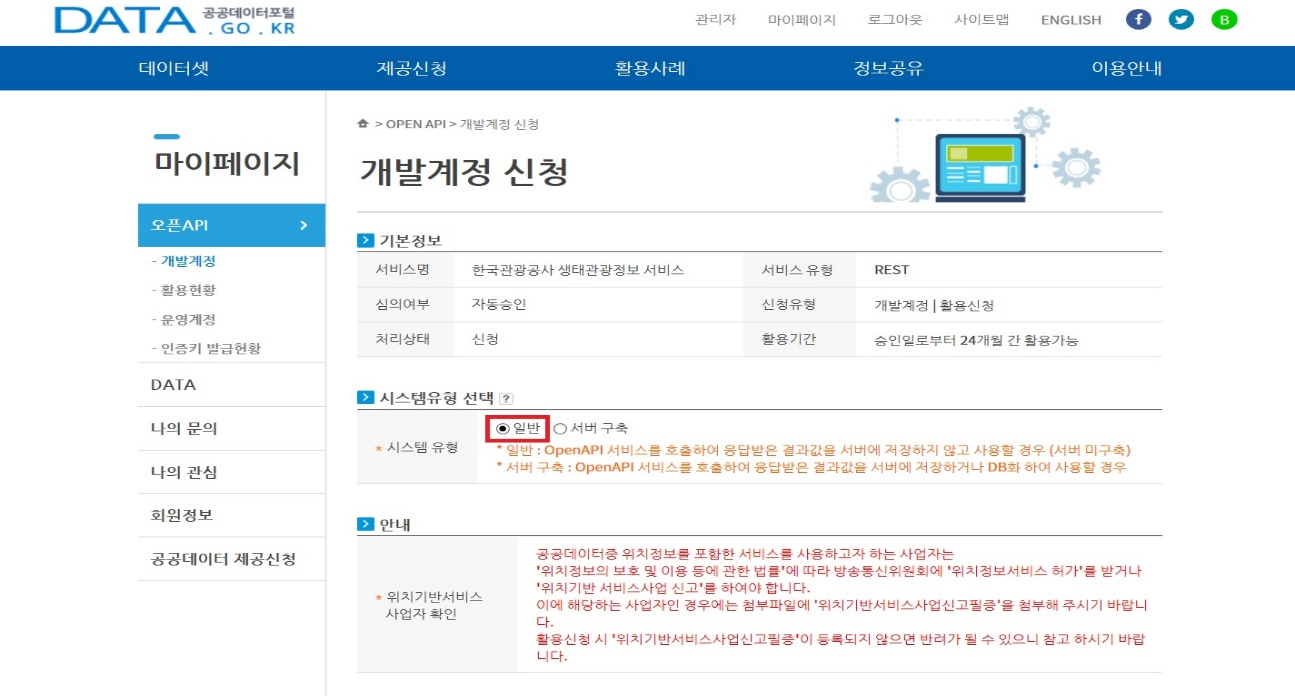 DATA 공공데이터포털
. GO . KR
관리자 마이페이지 로그아웃 사이트맵 ENGLISH f B
데이터셋 제공신청 활용사례 정보공유 이용안내
마이페이지
오픈API >
- 개발계정
- 활용현황
- 운영계정
- 인증키 발급현황
DATA
나의 문의
나의 관심
회원정보
공공데이터 제공신청
> OPEN API > 개발계정 신청
개발계정 신청
기본정보
서비스명 한국관광공사 생태관광정보 서비스 서비스 유형 REST
심의여부 자동승인 신청유형 개발계정 | 활용신청
처리상태 신청 활용기간 승인일로부터 24개월 간 활용가능
시스템유형 선택 ?
* 시스템 유형
일반 서버 구축
* 일반 : OpenAPI 서비스를 호출하여 응답받은 결과값을 서버에 저장하지 않고 사용할 경우 (서버 미구축)
* 서버 구축 : OpenAPI 서비스를 호출하여 응답받은 결과값을 서버에 저장하거나 DB화 하여 사용할 경우
안내
* 위치기반서비스
사업자 확인
공공데이터중 위치정보를 포함한 서비스를 사용하고자 하는 사업자는
'위치정보의 보호 및 이용 등에 관한 법률'에 따라 방송통신위원회에 '위치정보서비스 허가'를 받거나
'위치기반 서비스사업 신고'를 하여야 합니다.
이에 해당하는 사업자인 경우에는 첨부파일에 '위치기반서비스사업신고필증'을 첨부해 주시기 바랍니
다.
활용신청 시 '위치기반서비스사업신고필증'이 등록되지 않으면 반려가 될 수 있으니 참고 하시기 바랍
니다.